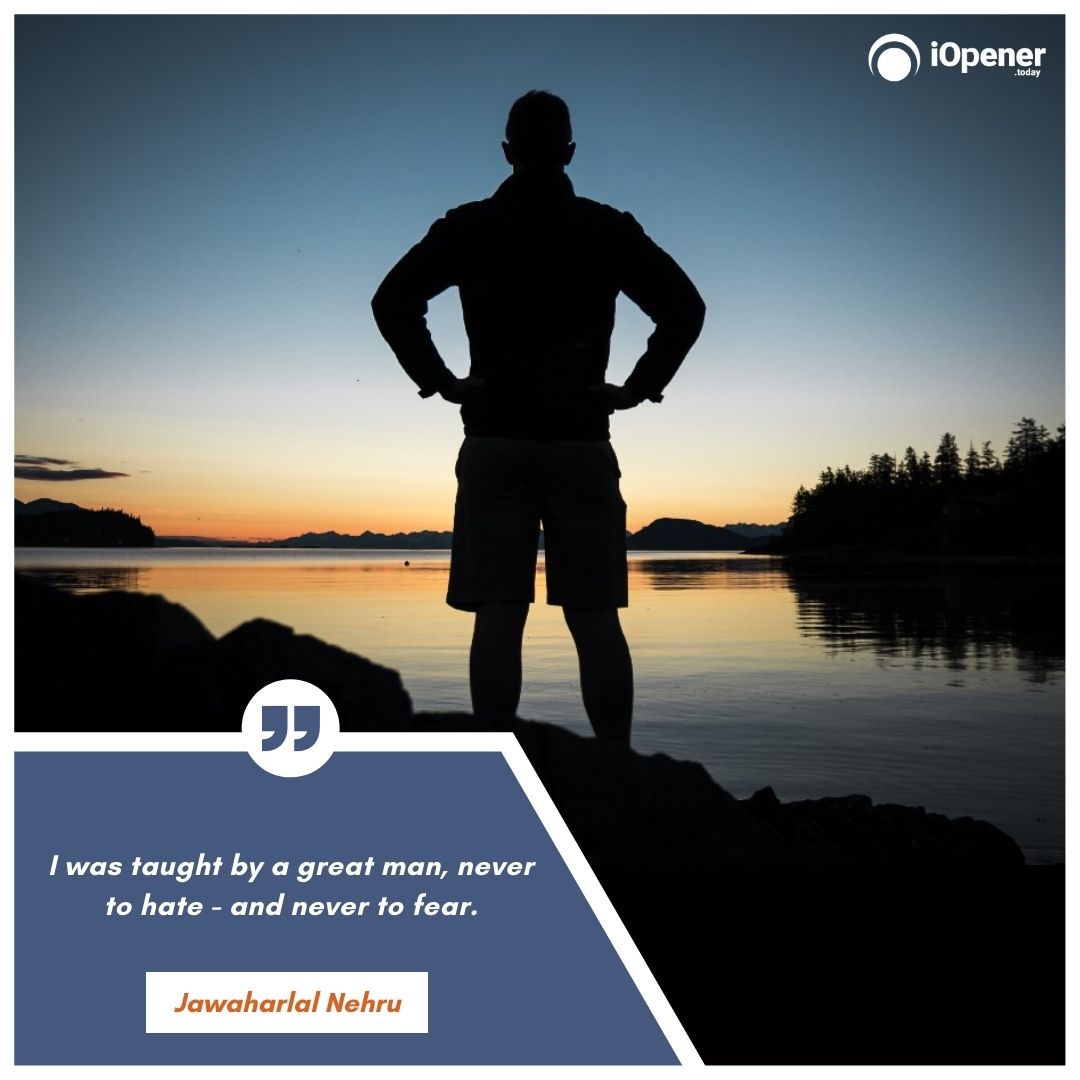 iOpener
.today
I was taught by a great man, never
to hate - and never to fear.
Jawaharlal Nehru